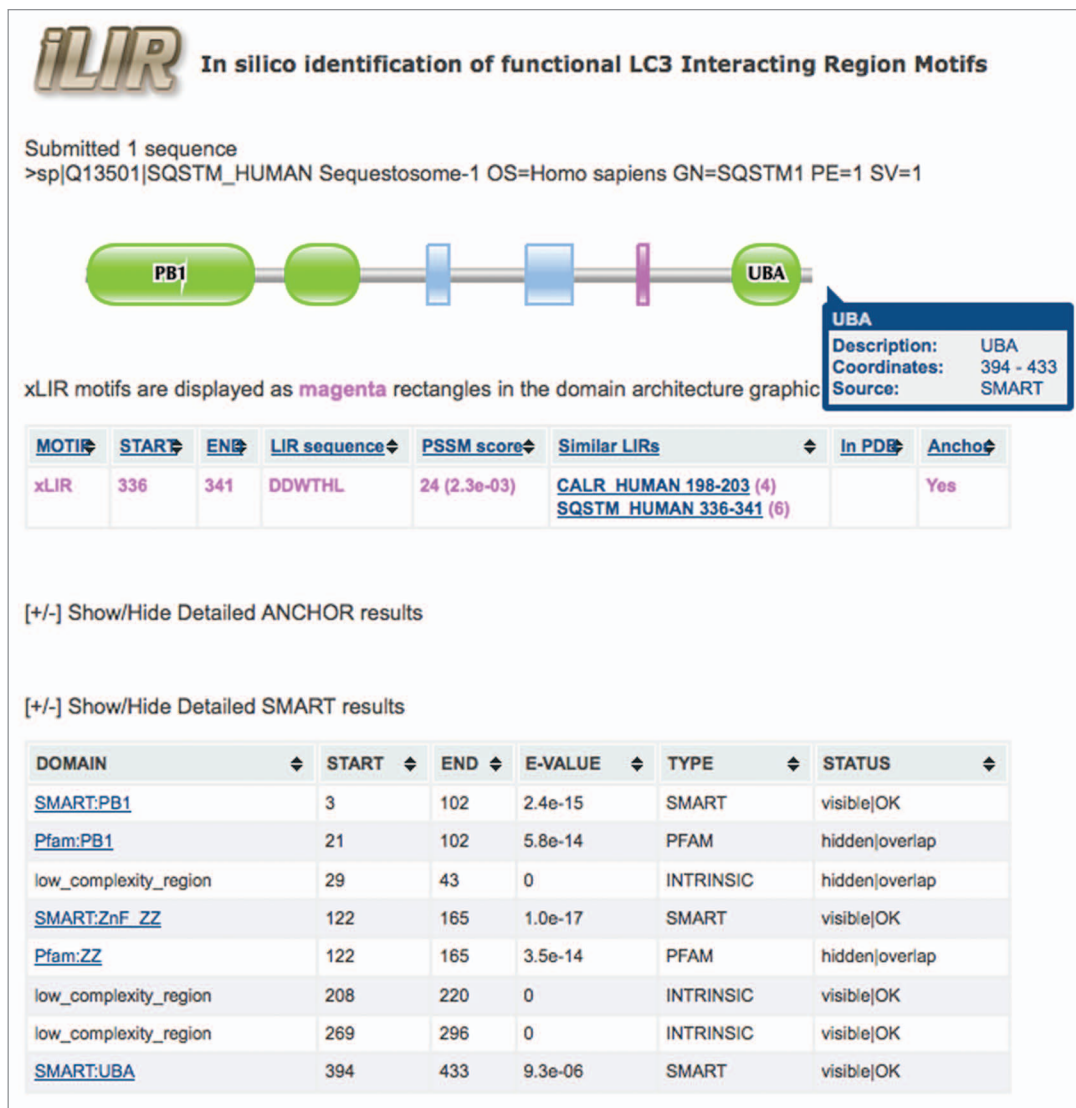 iLIR In silico identification of functional LC3 Interacting Region Motifs
Submitted 1 sequence
>sp|Q13501|SQSTM_HUMAN Sequestosome-1 OS=Homo sapiens GN=SQSTM1 PE=1 SV=1
PB1 UBA
UBA
Description: UBA
Coordinates: 394 - 433
Source: SMART
xLIR motifs are displayed as magenta rectangles in the domain architecture graphic
MOTIF START END LIR sequence PSSM score Similar LIRs In PDB Anchor
xLIR 336 341 DDWTHL 24 (2.3e-03) CALR_HUMAN 198-203 (4) Yes
SQSTM_HUMAN 336-341 (6)
[+/-] Show/Hide Detailed ANCHOR results
[+/-] Show/Hide Detailed SMART results
DOMAIN START END E-VALUE TYPE STATUS
SMART:PB1 3 102 2.4e-15 SMART visible|OK
Pfam:PB1 21 102 5.8e-14 PFAM hidden|overlap
low_complexity_region 29 43 0 INTRINSIC hidden|overlap
SMART:ZnF_ZZ 122 165 1.0e-17 SMART visible|OK
Pfam:ZZ 122 165 3.5e-14 PFAM hidden|overlap
low_complexity_region 208 220 0 INTRINSIC visible|OK
low_complexity_region 269 296 0 INTRINSIC visible|OK
SMART:UBA 394 433 9.3e-06 SMART visible|OK